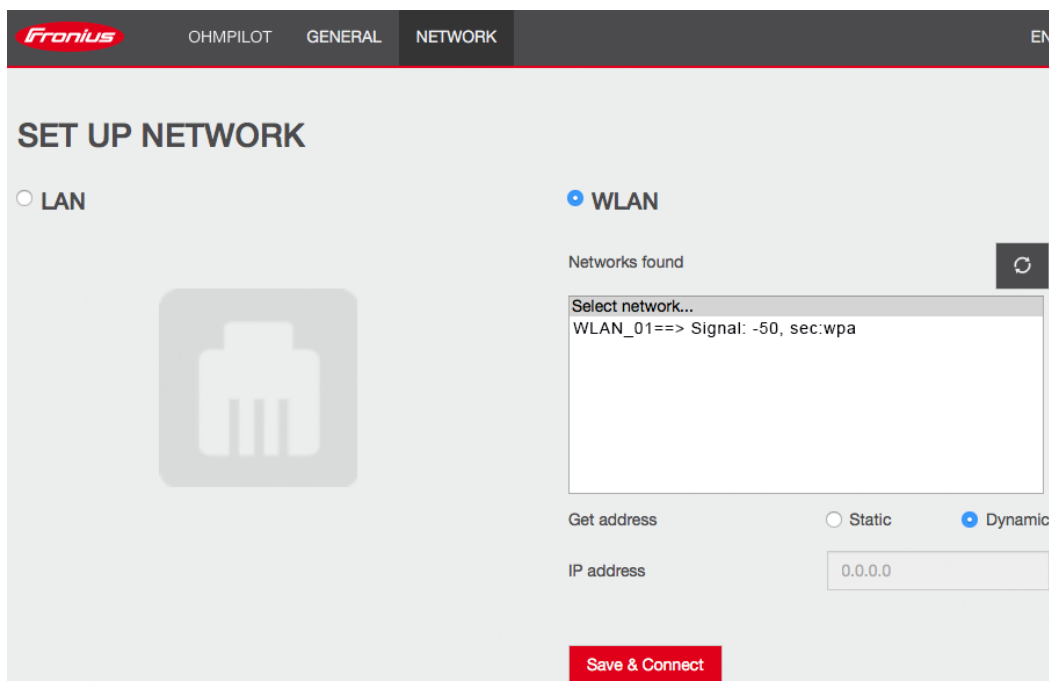 Fronius OHMPILOT GENERAL NETWORK EN
SET UP NETWORK
LAN
WLAN
Networks found
Select network...
WLAN_01==> Signal: -50, sec:wpa
Get address Static Dynamic
IP address 0.0.0.0
Save & Connect